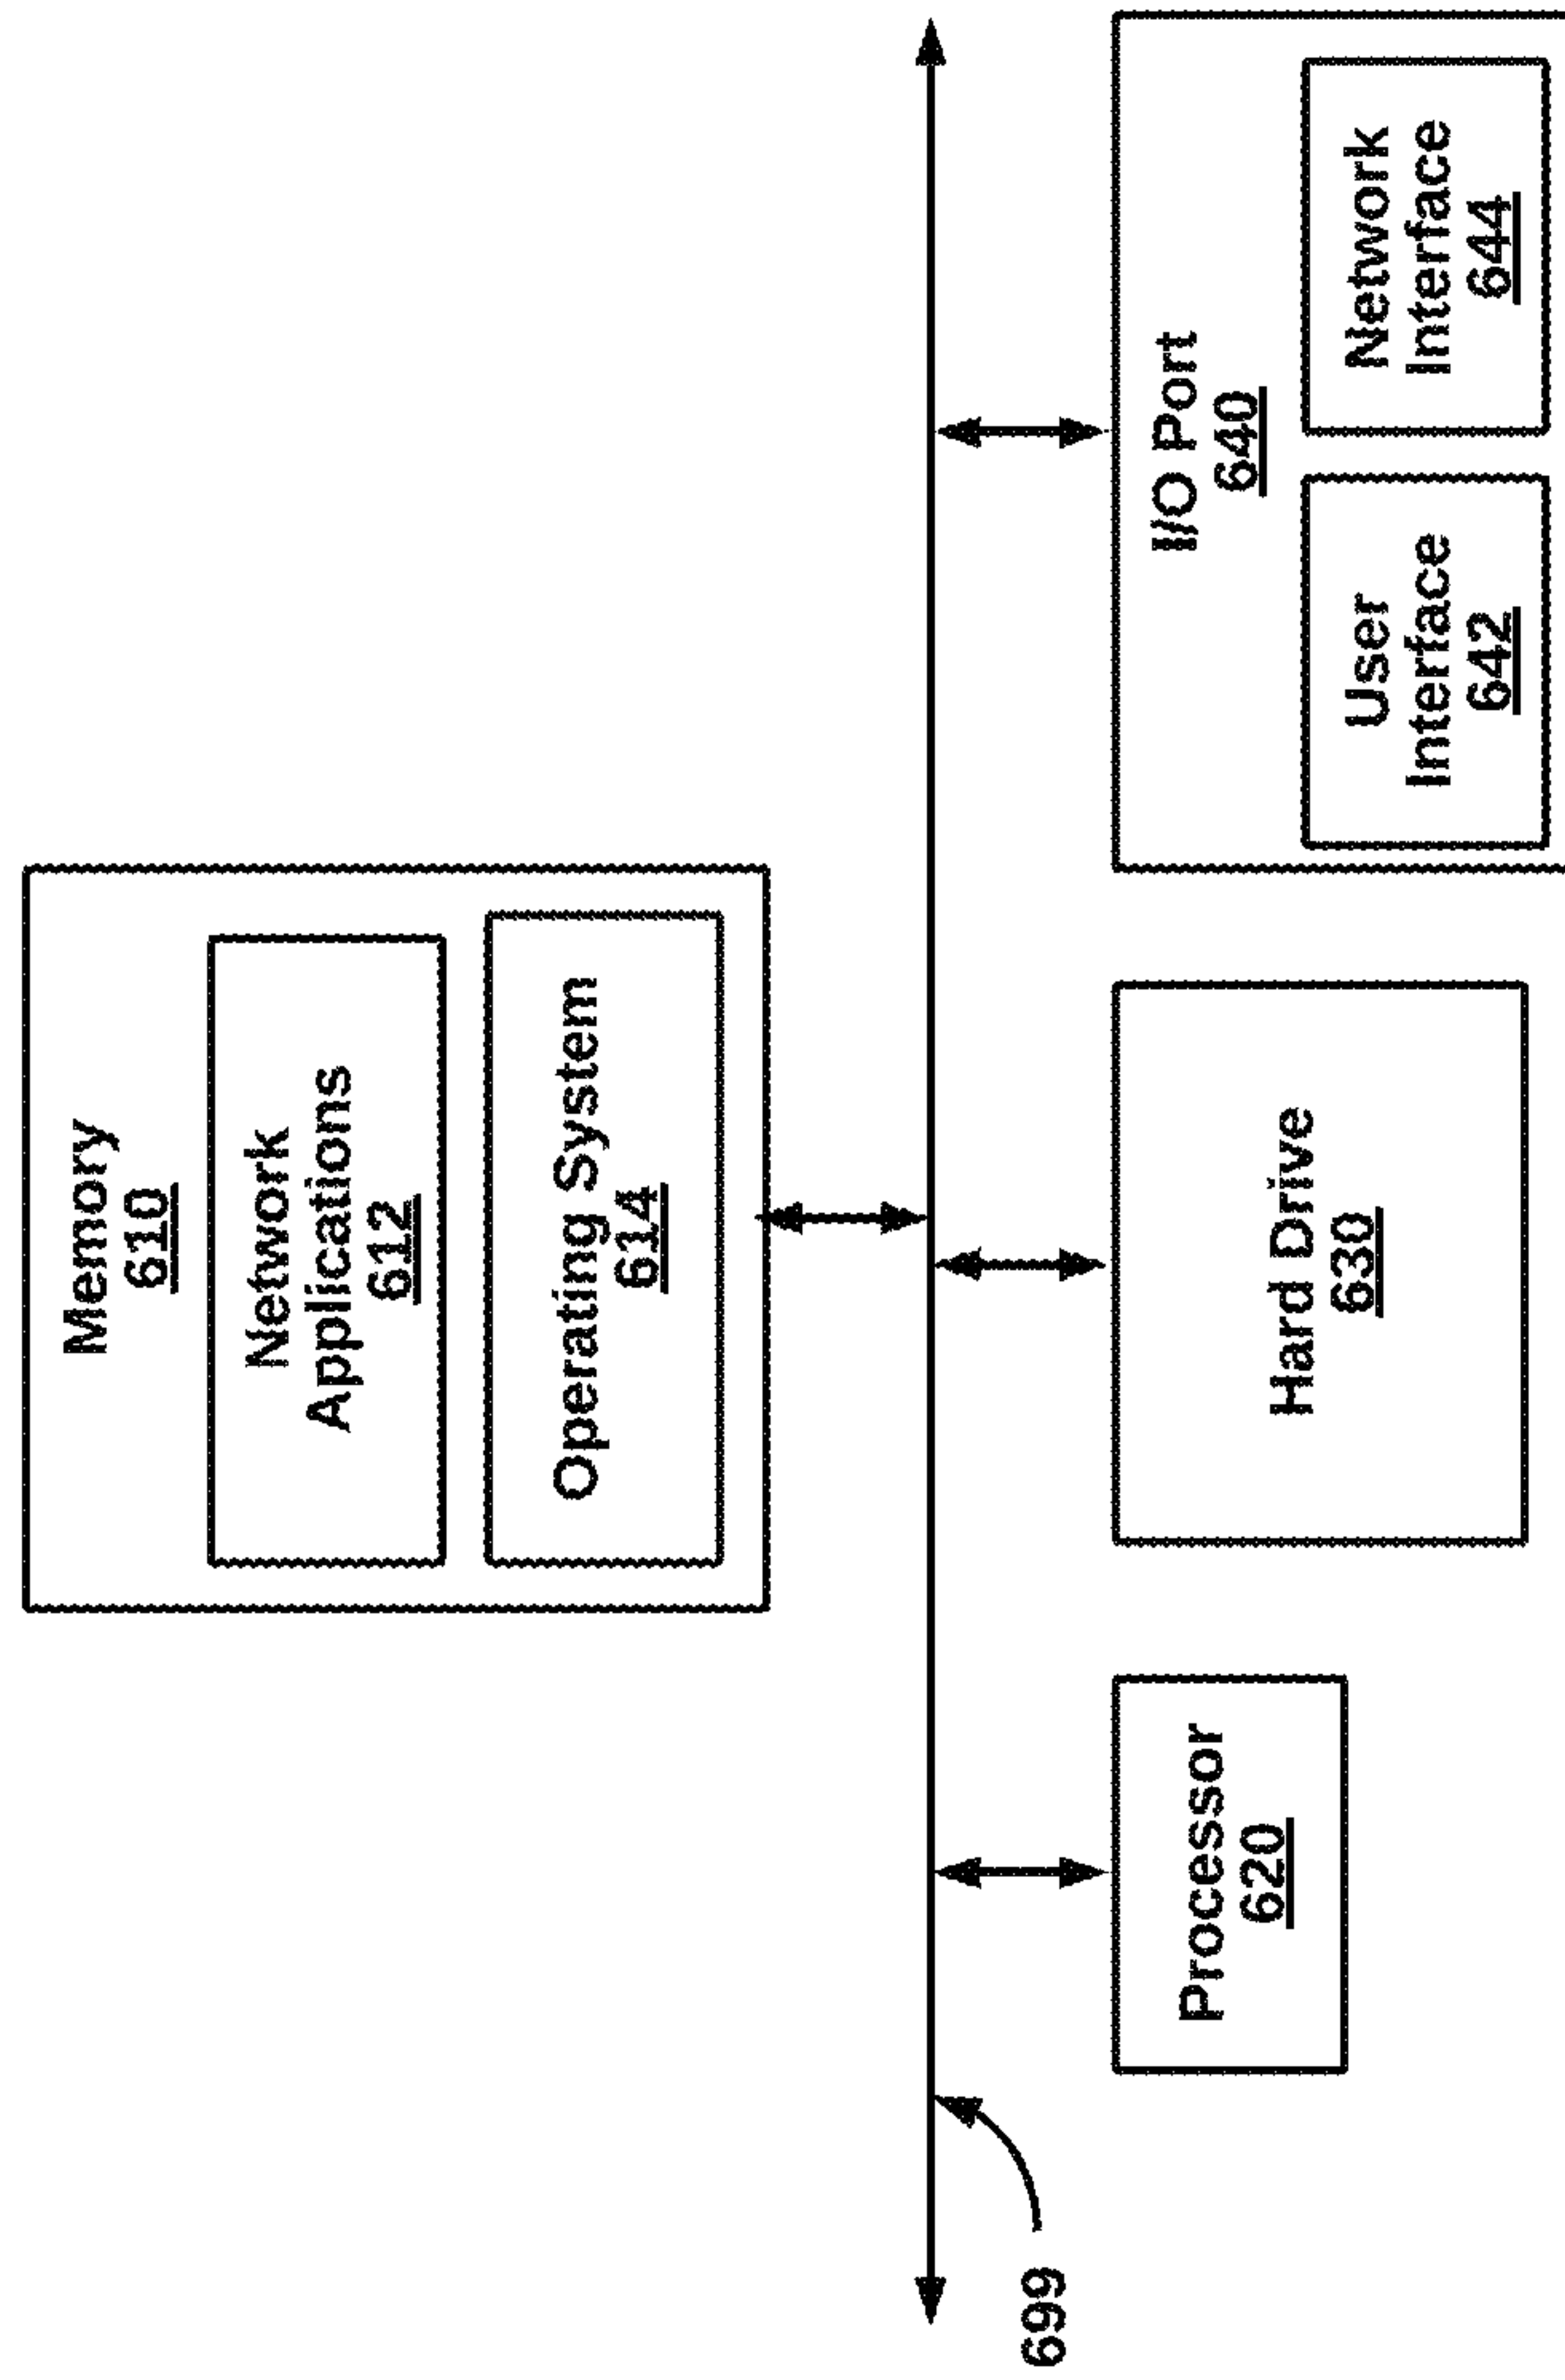 Memory
610
Network
Applications
612
Operating System
614
699
Processor
620
Hard Drive
630
I/O Port
640
User
Interface
642
Network
Interface
644